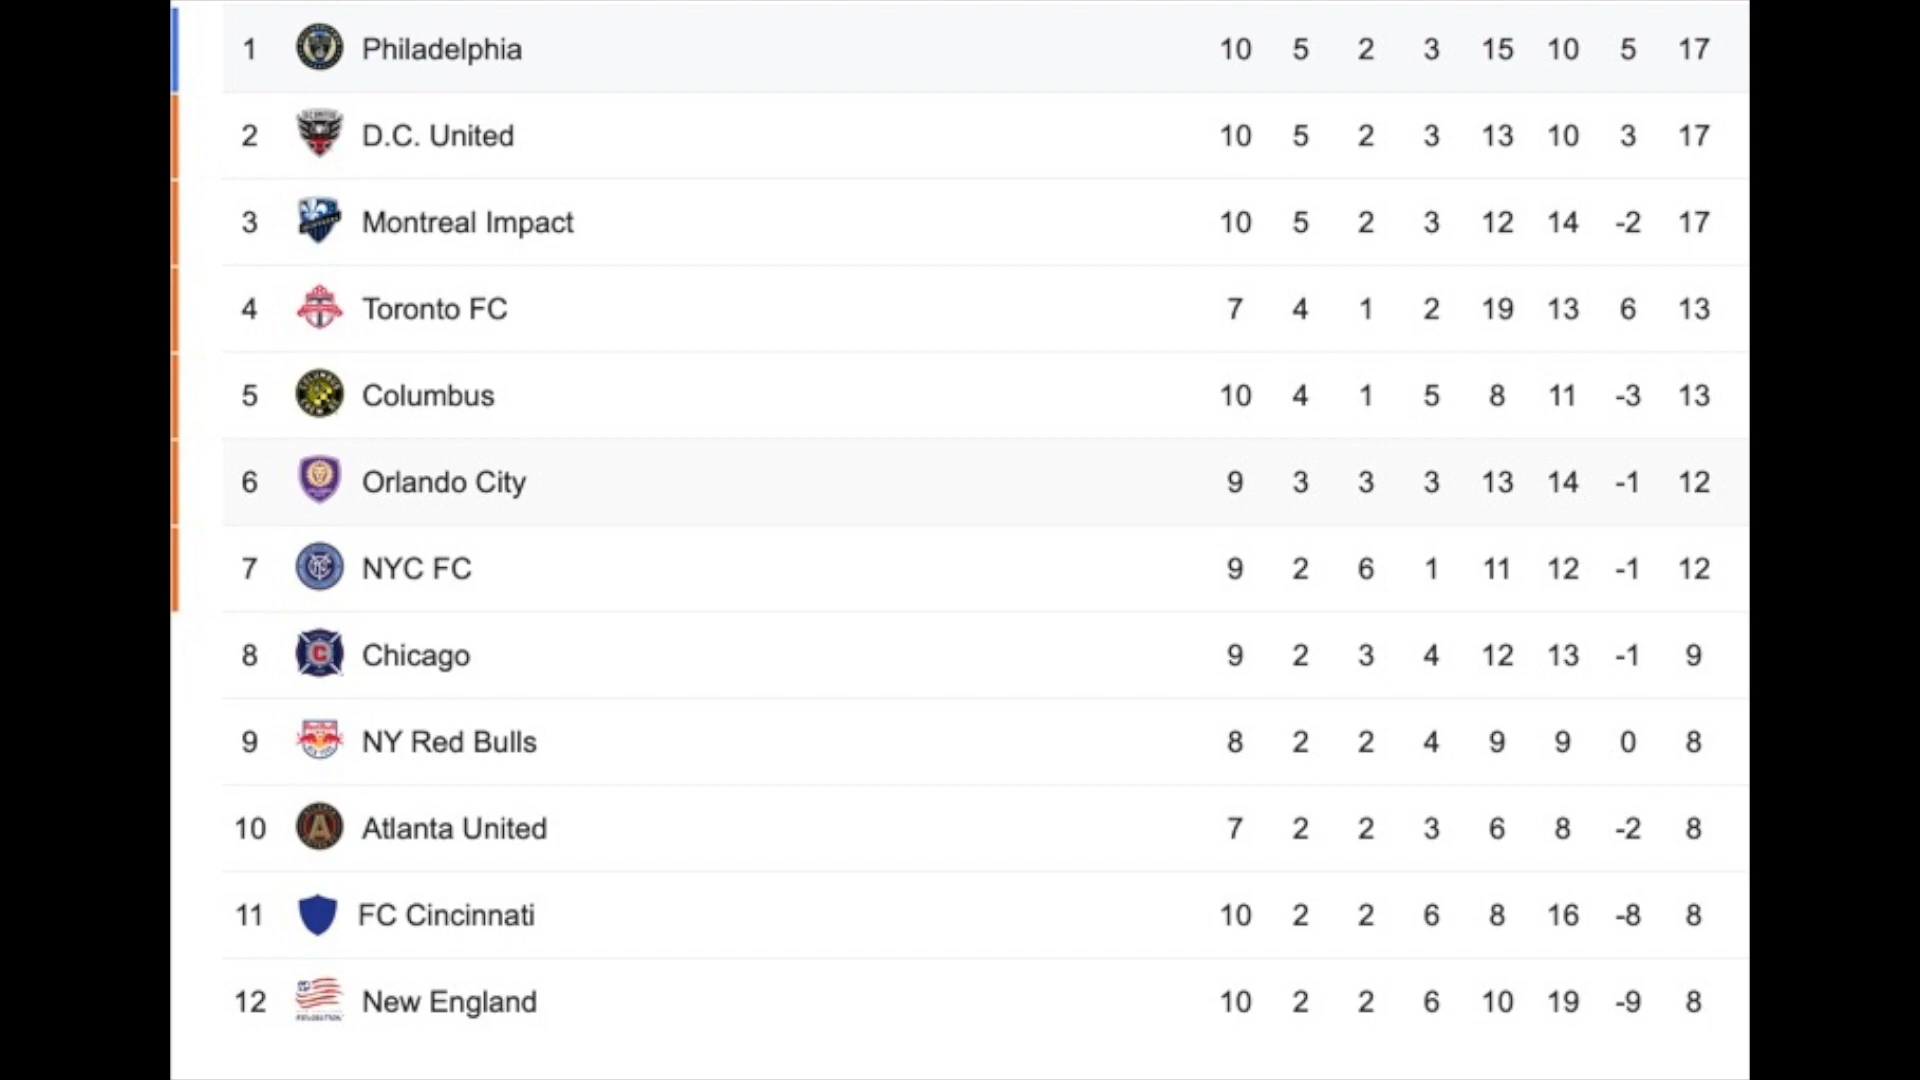 1 Philadelphia 10 5 2 3 15 10 5 17
2 D.C. United 10 5 2 3 13 10 3 17
3 Montreal Impact 10 5 2 3 12 14 -2 17
4 Toronto FC 7 4 1 2 19 13 6 13
5 Columbus 10 4 1 5 8 11 -3 13
6 Orlando City 9 3 3 3 13 14 -1 12
7 NYC FC 9 2 6 1 11 12 -1 12
8 Chicago 9 2 3 4 12 13 -1 9
9 NY Red Bulls 8 2 2 4 9 9 0 8
10 Atlanta United 7 2 2 3 6 8 -2 8
11 FC Cincinnati 10 2 2 6 8 16 -8 8
12 New England 10 2 2 6 10 19 -9 8